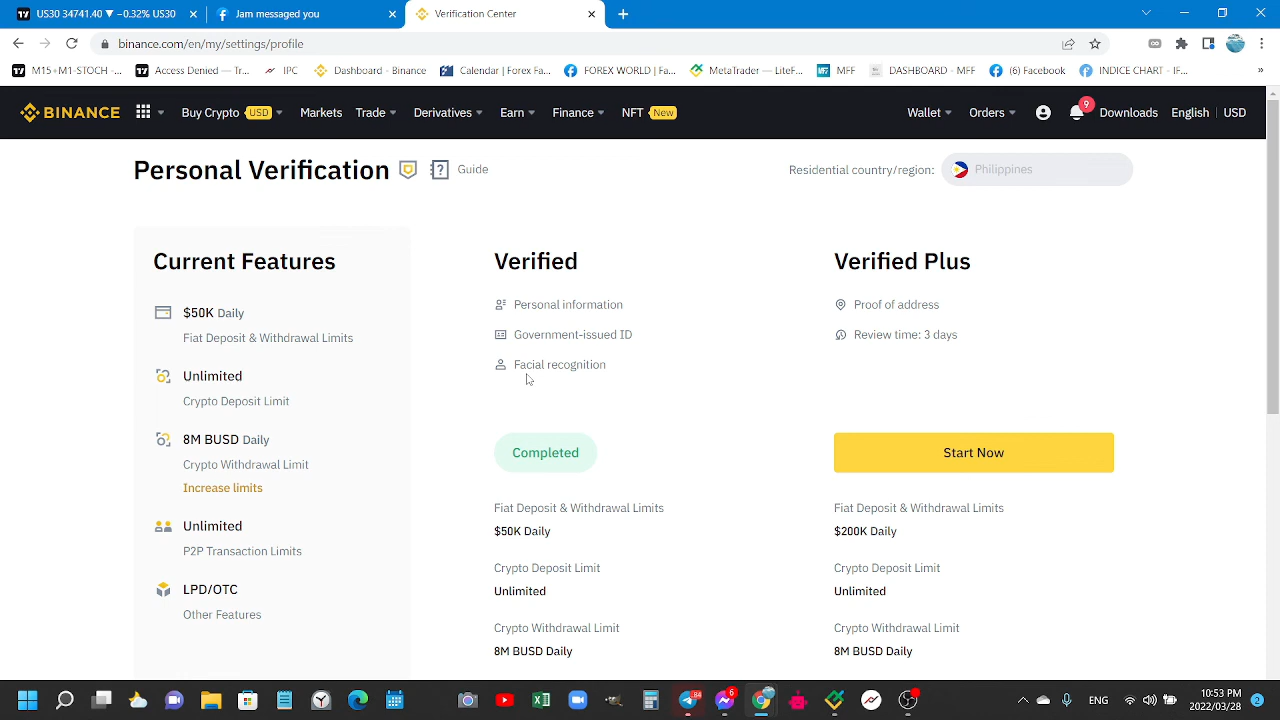 US30 34741.40 ▼ −0.32% US30
Jam messaged you
Verification Center
binance.com/en/my/settings/profile
M15+M1-STOCH -...
Access Denied — Tr...
IPC
Dashboard - Binance
Calendar | Forex Fa...
FOREX WORLD | Fa...
MetaTrader — LiteF...
MFF
DASHBOARD - MFF
(6) Facebook
INDICE CHART - IF...
»
BINANCE
Buy Crypto USD
Markets
Trade
Derivatives
Earn
Finance
NFT New
Wallet
Orders
9
Downloads
English
USD
Personal Verification
Guide
Residential country/region:
Philippines
Current Features
$50K Daily
Fiat Deposit & Withdrawal Limits
Unlimited
Crypto Deposit Limit
8M BUSD Daily
Crypto Withdrawal Limit
Increase limits
Unlimited
P2P Transaction Limits
LPD/OTC
Other Features
Verified
Personal information
Government-issued ID
Facial recognition
Completed
Fiat Deposit & Withdrawal Limits
$50K Daily
Crypto Deposit Limit
Unlimited
Crypto Withdrawal Limit
8M BUSD Daily
Verified Plus
Proof of address
Review time: 3 days
Start Now
Fiat Deposit & Withdrawal Limits
$200K Daily
Crypto Deposit Limit
Unlimited
Crypto Withdrawal Limit
8M BUSD Daily
84
6
ENG
10:53 PM
2022/03/28
2